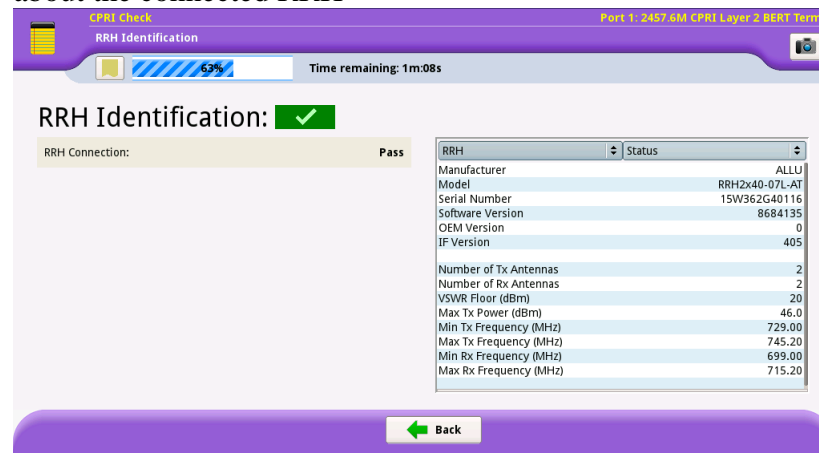 about the connected RRH
CPRI Check
Port 1: 2457.6M CPRI Layer 2 BERT Term
RRH Identification
63%
Time remaining: 1m:08s
RRH Identification:
RRH Connection: Pass
RRH Status
Manufacturer ALLU
Model RRH2x40-07L-AT
Serial Number 15W362G40116
Software Version 8684135
OEM Version 0
IF Version 405
Number of Tx Antennas 2
Number of Rx Antennas 2
VSWR Floor (dBm) 20
Max Tx Power (dBm) 46.0
Min Tx Frequency (MHz) 729.00
Max Tx Frequency (MHz) 745.20
Min Rx Frequency (MHz) 699.00
Max Rx Frequency (MHz) 715.20
Back